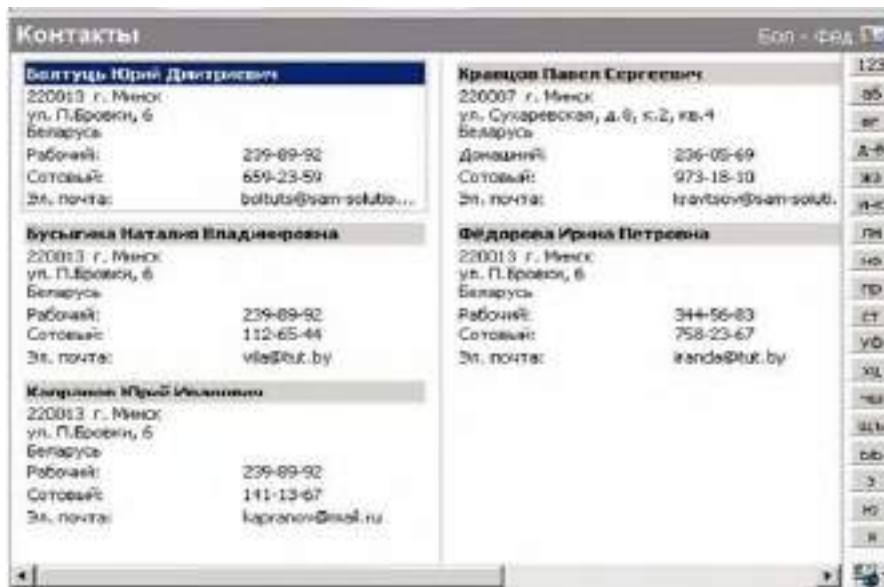 Контакты
Бол - Фёд
Болтуць Юрий Дмитриевич
220013 г. Минск
ул. П.Бровки, 6
Беларусь
Рабочий: 239-89-92
Сотовый: 659-23-59
Эл. почта: boltuts@sam-solutio...
Бусыгина Наталия Владимировна
220013 г. Минск
ул. П.Бровки, 6
Беларусь
Рабочий: 239-89-92
Сотовый: 112-65-44
Эл. почта: vila@tut.by
Капранов Юрий Иванович
220013 г. Минск
ул. П.Бровки, 6
Беларусь
Рабочий: 239-89-92
Сотовый: 141-13-67
Эл. почта: kapranov@mail.ru
Кравцов Павел Сергеевич
220007 г. Минск
ул. Сухаревская, д.8, к.2, кв.4
Беларусь
Домашний: 236-05-69
Сотовый: 973-18-10
Эл. почта: kravtsov@sam-soluti.
Фёдорова Ирина Петровна
220013 г. Минск
ул. П.Бровки, 6
Беларусь
Рабочий: 344-56-83
Сотовый: 758-23-67
Эл. почта: iranda@tut.by
123
аб
вг
жз
но
пр
ст
уф
хц
э
ю
я